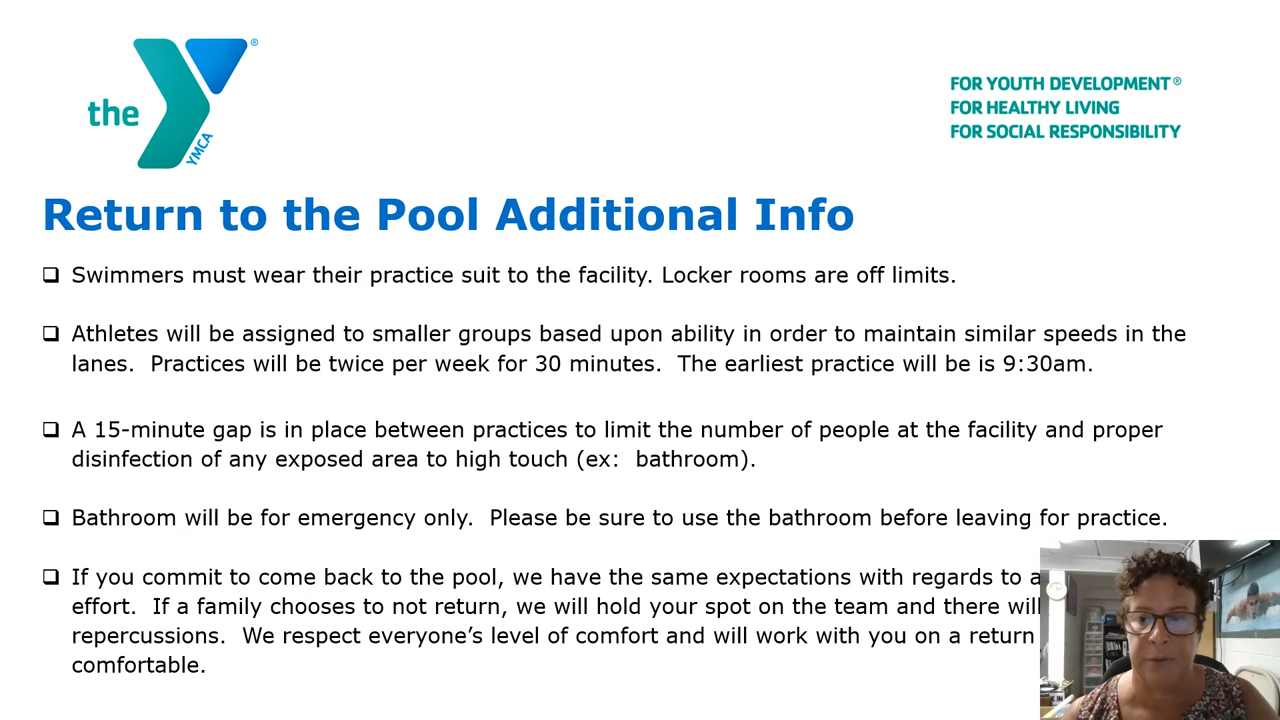 the
YMCA
®
FOR YOUTH DEVELOPMENT®
FOR HEALTHY LIVING
FOR SOCIAL RESPONSIBILITY
Return to the Pool Additional Info
Swimmers must wear their practice suit to the facility. Locker rooms are off limits.
Athletes will be assigned to smaller groups based upon ability in order to maintain similar speeds in the
lanes.  Practices will be twice per week for 30 minutes.  The earliest practice will be is 9:30am.
A 15-minute gap is in place between practices to limit the number of people at the facility and proper
disinfection of any exposed area to high touch (ex:  bathroom).
Bathroom will be for emergency only.  Please be sure to use the bathroom before leaving for practice.
If you commit to come back to the pool, we have the same expectations with regards to
effort.  If a family chooses to not return, we will hold your spot on the team and there will
repercussions.  We respect everyone’s level of comfort and will work with you on a return
comfortable.